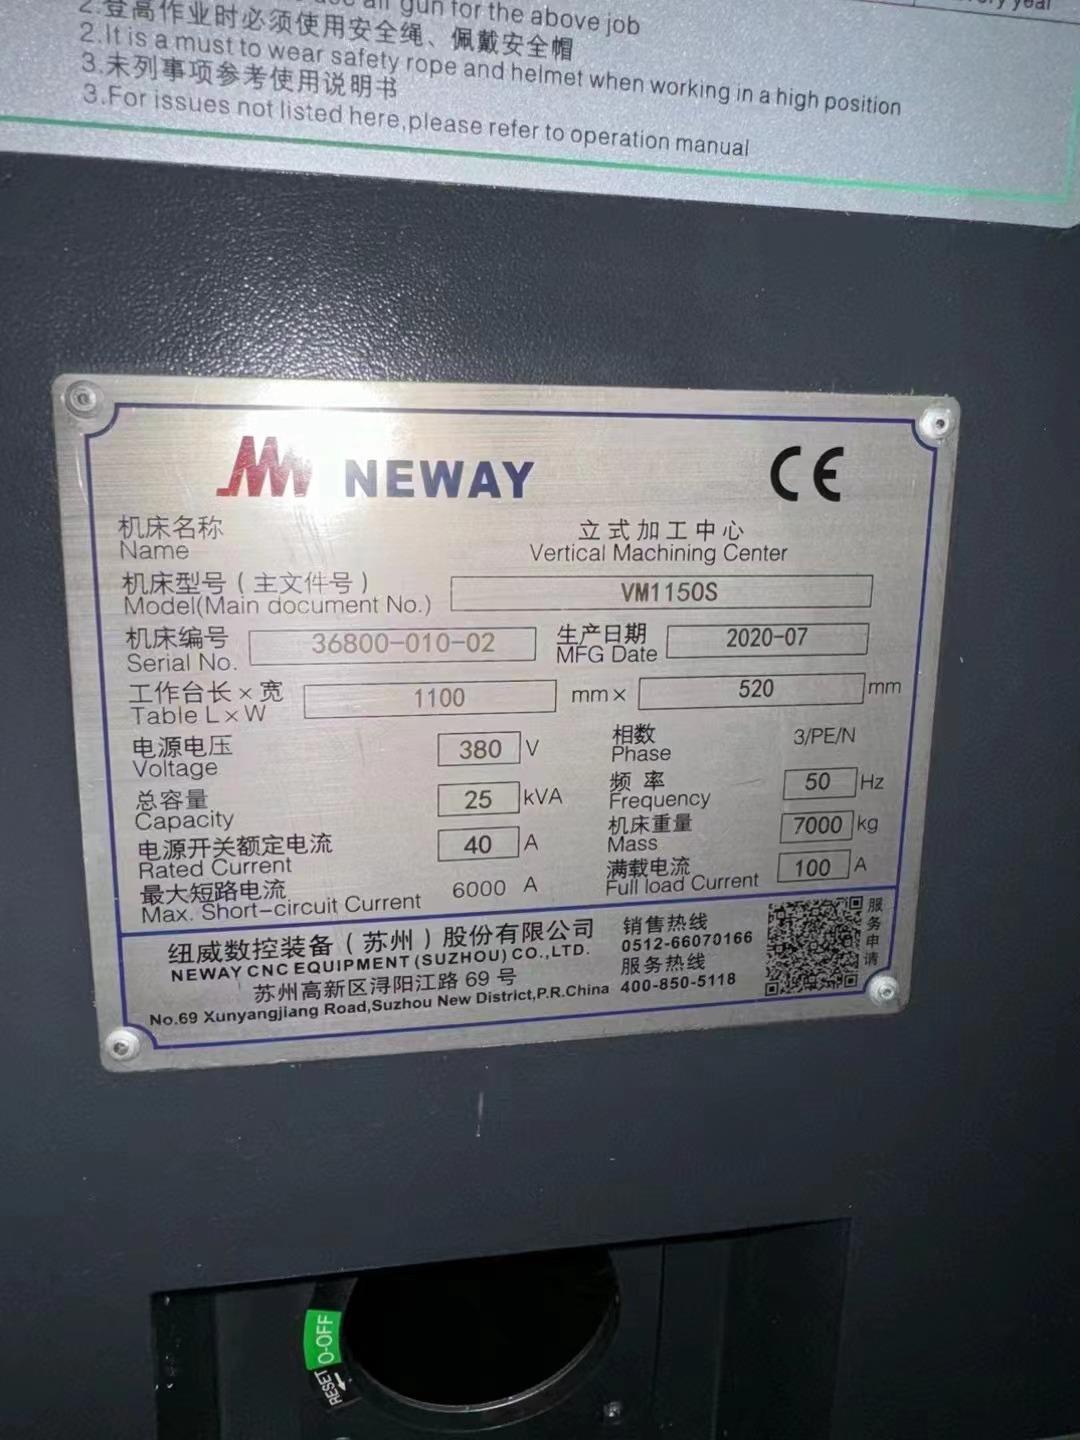 air gun for the above job
every year
2.登高作业时必须使用安全绳、佩戴安全帽
2.It is a must to wear safety rope and helmet when working in a high position
3.未列事项参考使用说明书
3.For issues not listed here,please refer to operation manual
NEWAY CE
机床名称 立式加工中心
Name Vertical Machining Center
机床型号(主文件号) VM1150S
Model(Main document No.)
机床编号 36800-010-02 生产日期 2020-07
Serial No. MFG Date
工作台长×宽 1100 mm× 520 mm
Table L×W
电源电压 380 V 相数 3/PE/N
Voltage Phase
总容量 25 kVA 频率 50 Hz
Capacity Frequency
电源开关额定电流 40 A 机床重量 7000 kg
Rated Current Mass
最大短路电流 6000 A 满载电流 100 A
Max. Short-circuit Current Full load Current
纽威数控装备(苏州)股份有限公司 销售热线
NEWAY CNC EQUIPMENT (SUZHOU) CO.,LTD. 0512-66070166
苏州高新区浔阳江路 69 号 服务热线
No.69 Xunyangjiang Road,Suzhou New District,P.R.China 400-850-5118
服务申请
O-OFF
RESET